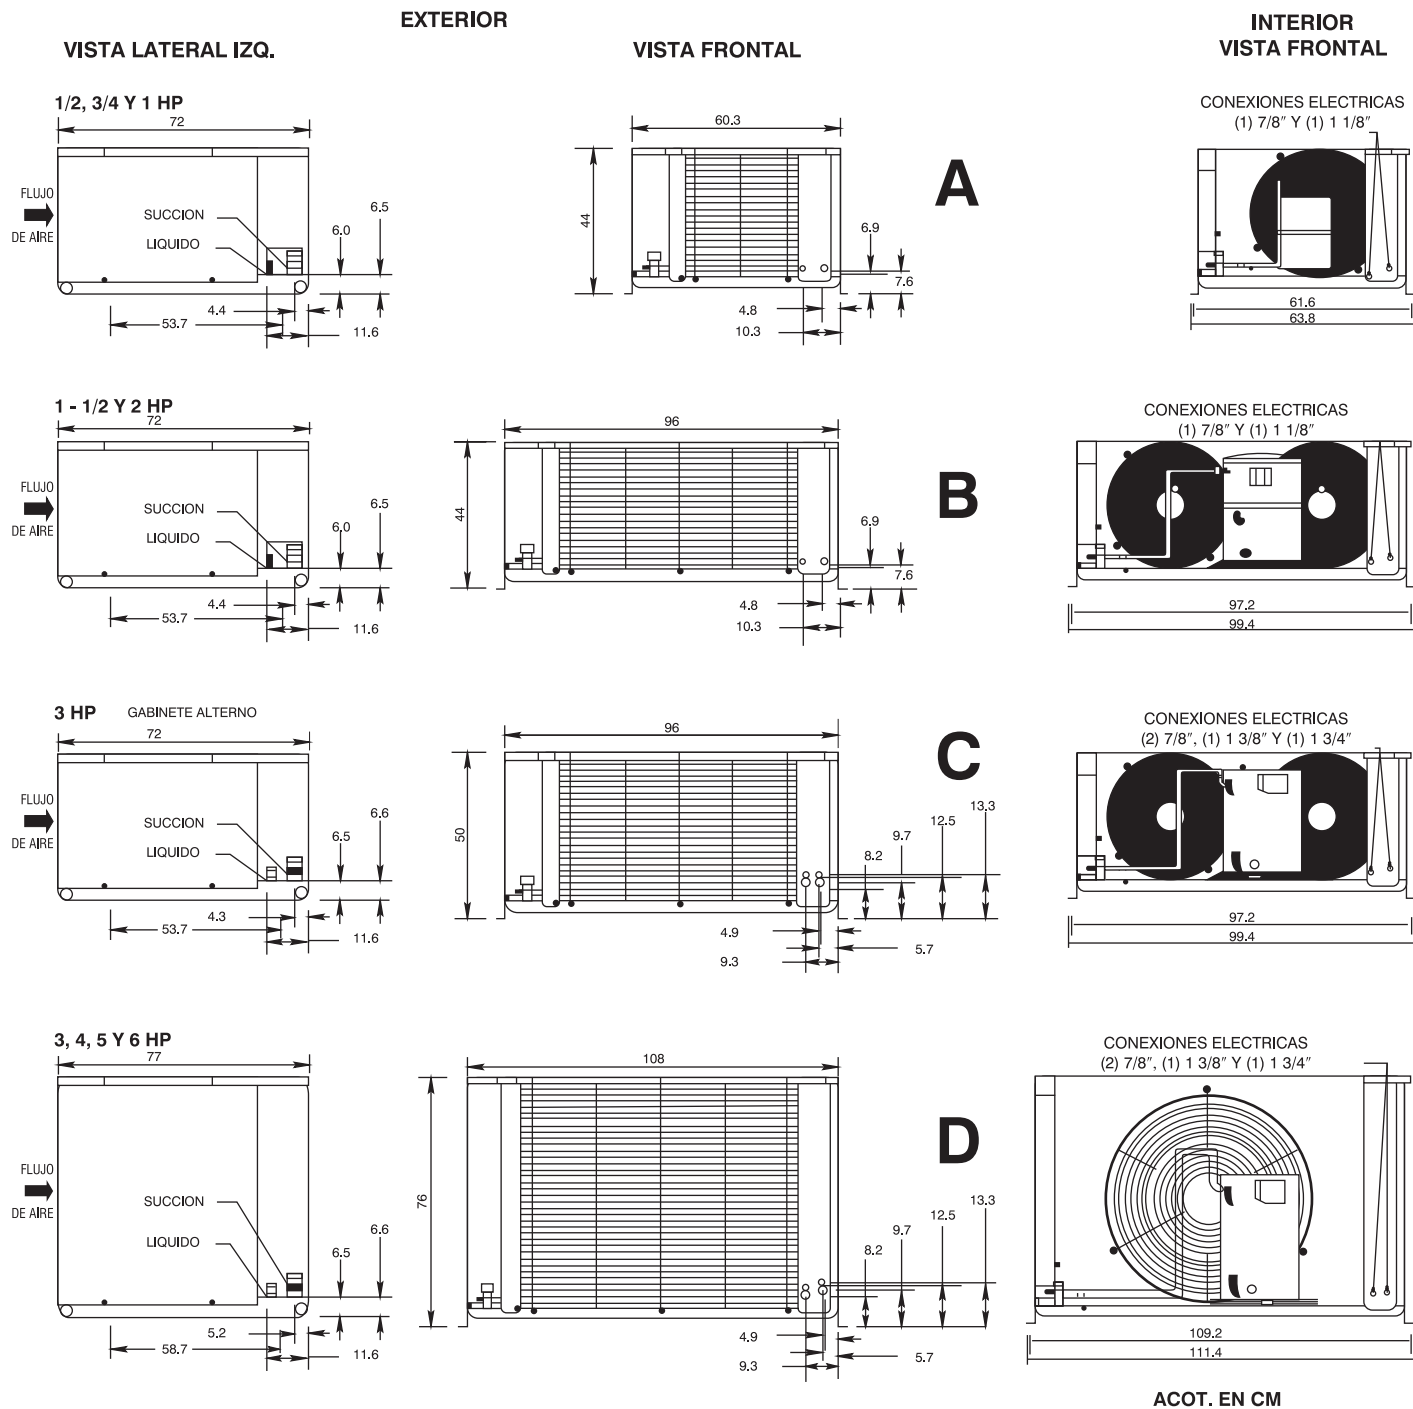 EXTERIOR
INTERIOR
VISTA LATERAL IZQ.
VISTA FRONTAL
VISTA FRONTAL
1/2, 3/4 Y 1 HP
72
FLUJO
DE AIRE
SUCCION
LIQUIDO
6.0
6.5
4.4
53.7
11.6
60.3
44
A
6.9
7.6
4.8
10.3
CONEXIONES ELECTRICAS
(1) 7/8" Y (1) 1 1/8"
61.6
63.8
1 - 1/2 Y 2 HP
72
FLUJO
DE AIRE
SUCCION
LIQUIDO
6.0
6.5
4.4
53.7
11.6
96
44
B
6.9
7.6
4.8
10.3
CONEXIONES ELECTRICAS
(1) 7/8" Y (1) 1 1/8"
97.2
99.4
3 HP GABINETE ALTERNO
72
FLUJO
DE AIRE
SUCCION
LIQUIDO
6.5
6.6
4.3
53.7
11.6
96
50
C
13.3
12.5
9.7
8.2
4.9
5.7
9.3
CONEXIONES ELECTRICAS
(2) 7/8", (1) 1 3/8" Y (1) 1 3/4"
97.2
99.4
3, 4, 5 Y 6 HP
77
FLUJO
DE AIRE
SUCCION
LIQUIDO
6.5
6.6
5.2
58.7
11.6
108
76
D
13.3
12.5
9.7
8.2
4.9
5.7
9.3
CONEXIONES ELECTRICAS
(2) 7/8", (1) 1 3/8" Y (1) 1 3/4"
109.2
111.4
ACOT. EN CM